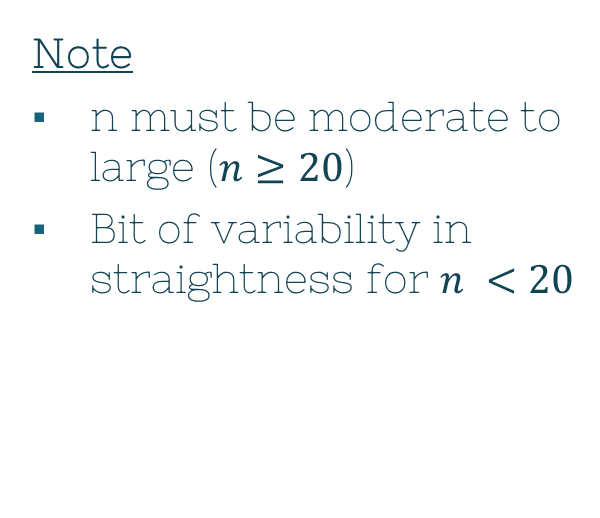 Note
▪ n must be moderate to
large (n ≥ 20)
▪ Bit of variability in
straightness for n < 20